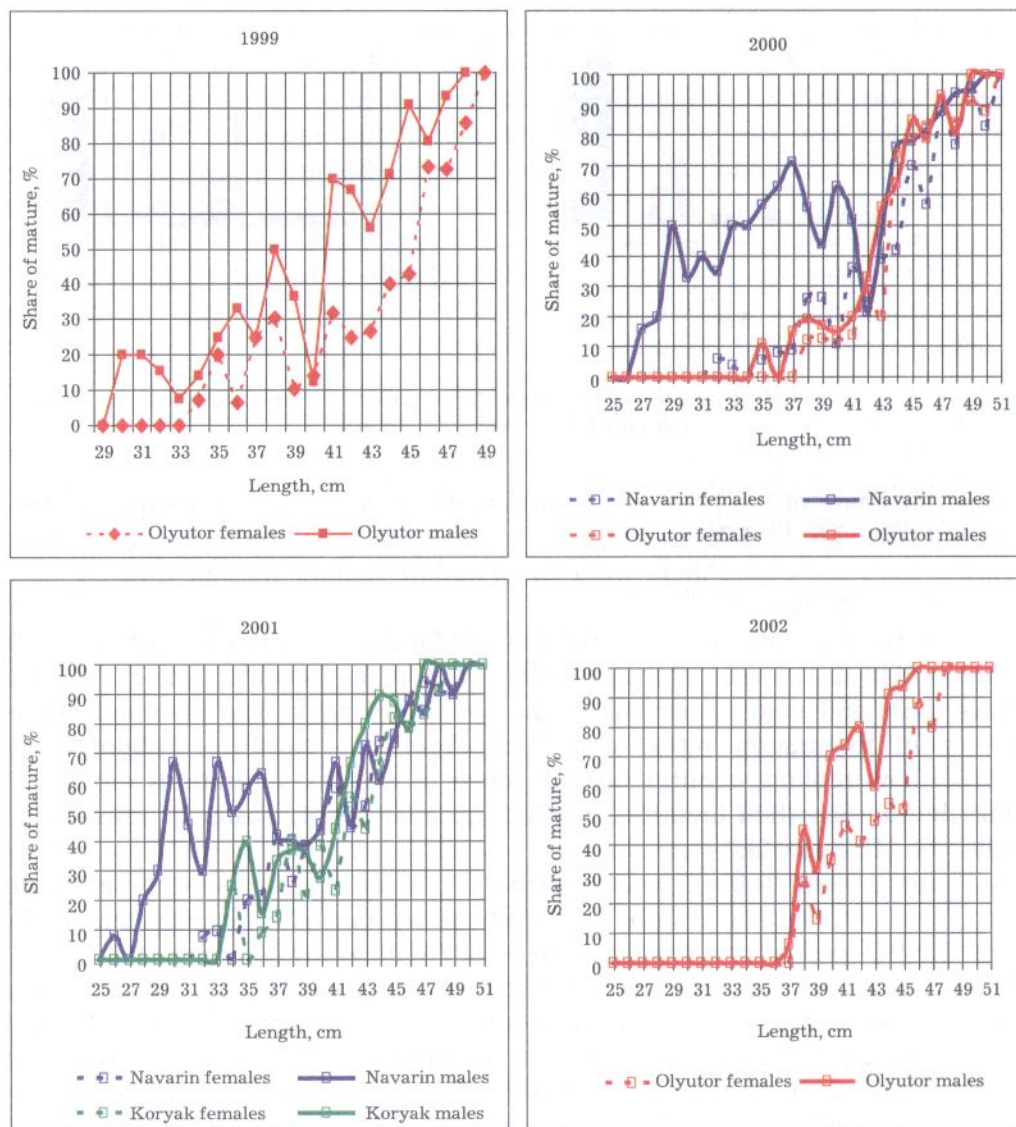 1999
Share of mature, %
100
90
80
70
60
50
40
30
20
10
0
29 31 33 35 37 39 41 43 45 47 49
Length, cm
Olyutor females Olyutor males
2000
Share of mature, %
100
90
80
70
60
50
40
30
20
10
0
25 27 29 31 33 35 37 39 41 43 45 47 49 51
Length, cm
Navarin females Navarin males
Olyutor females Olyutor males
2001
Share of mature, %
100
90
80
70
60
50
40
30
20
10
0
25 27 29 31 33 35 37 39 41 43 45 47 49 51
Length, cm
Navarin females Navarin males
Koryak females Koryak males
2002
Share of mature, %
100
90
80
70
60
50
40
30
20
10
0
25 27 29 31 33 35 37 39 41 43 45 47 49 51
Length, cm
Olyutor females Olyutor males